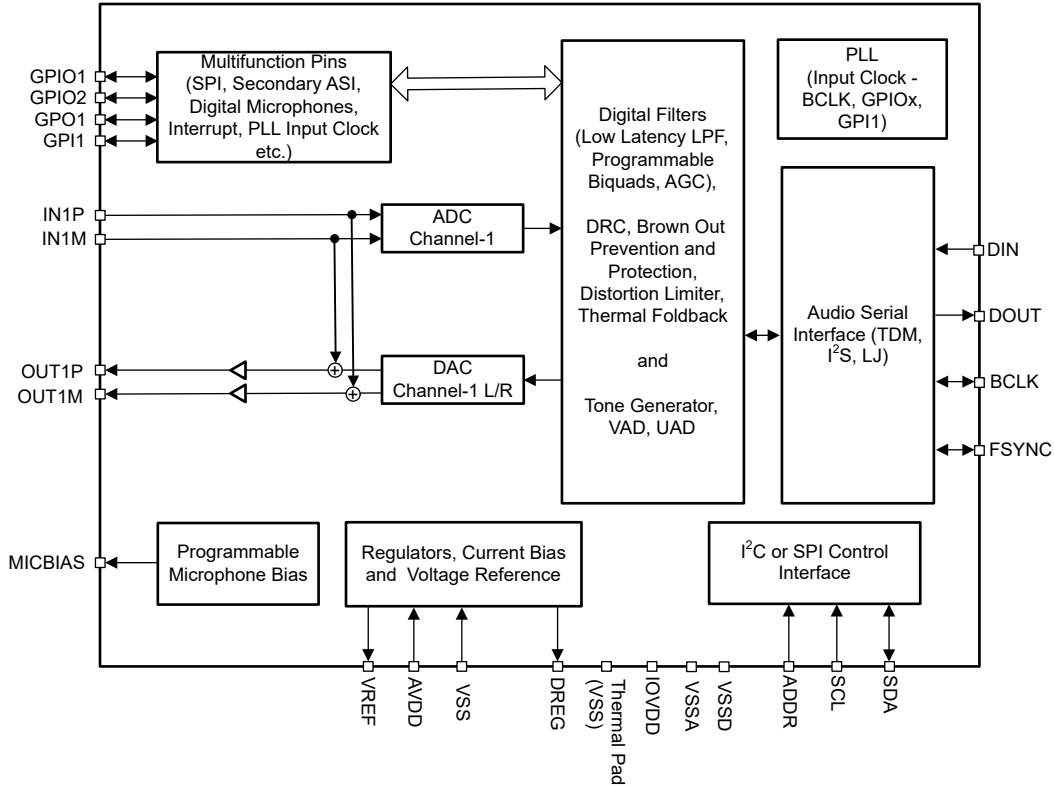 GPIO1
GPIO2
GPO1
GPI1
Multifunction Pins
(SPI, Secondary ASI,
Digital Microphones,
Interrupt, PLL Input Clock
etc.)
IN1P
IN1M
ADC
Channel-1
OUT1P
OUT1M
DAC
Channel-1 L/R
Digital Filters
(Low Latency LPF,
Programmable
Biquads, AGC),
DRC, Brown Out
Prevention and
Protection,
Distortion Limiter,
Thermal Foldback
and
Tone Generator,
VAD, UAD
PLL
(Input Clock -
BCLK, GPIOx,
GPI1)
Audio Serial
Interface (TDM,
I²S, LJ)
DIN
DOUT
BCLK
FSYNC
MICBIAS
Programmable
Microphone Bias
Regulators, Current Bias
and Voltage Reference
I²C or SPI Control
Interface
VREF
AVDD
VSS
DREG
Thermal Pad
(VSS)
IOVDD
VSSA
VSSD
ADDR
SCL
SDA